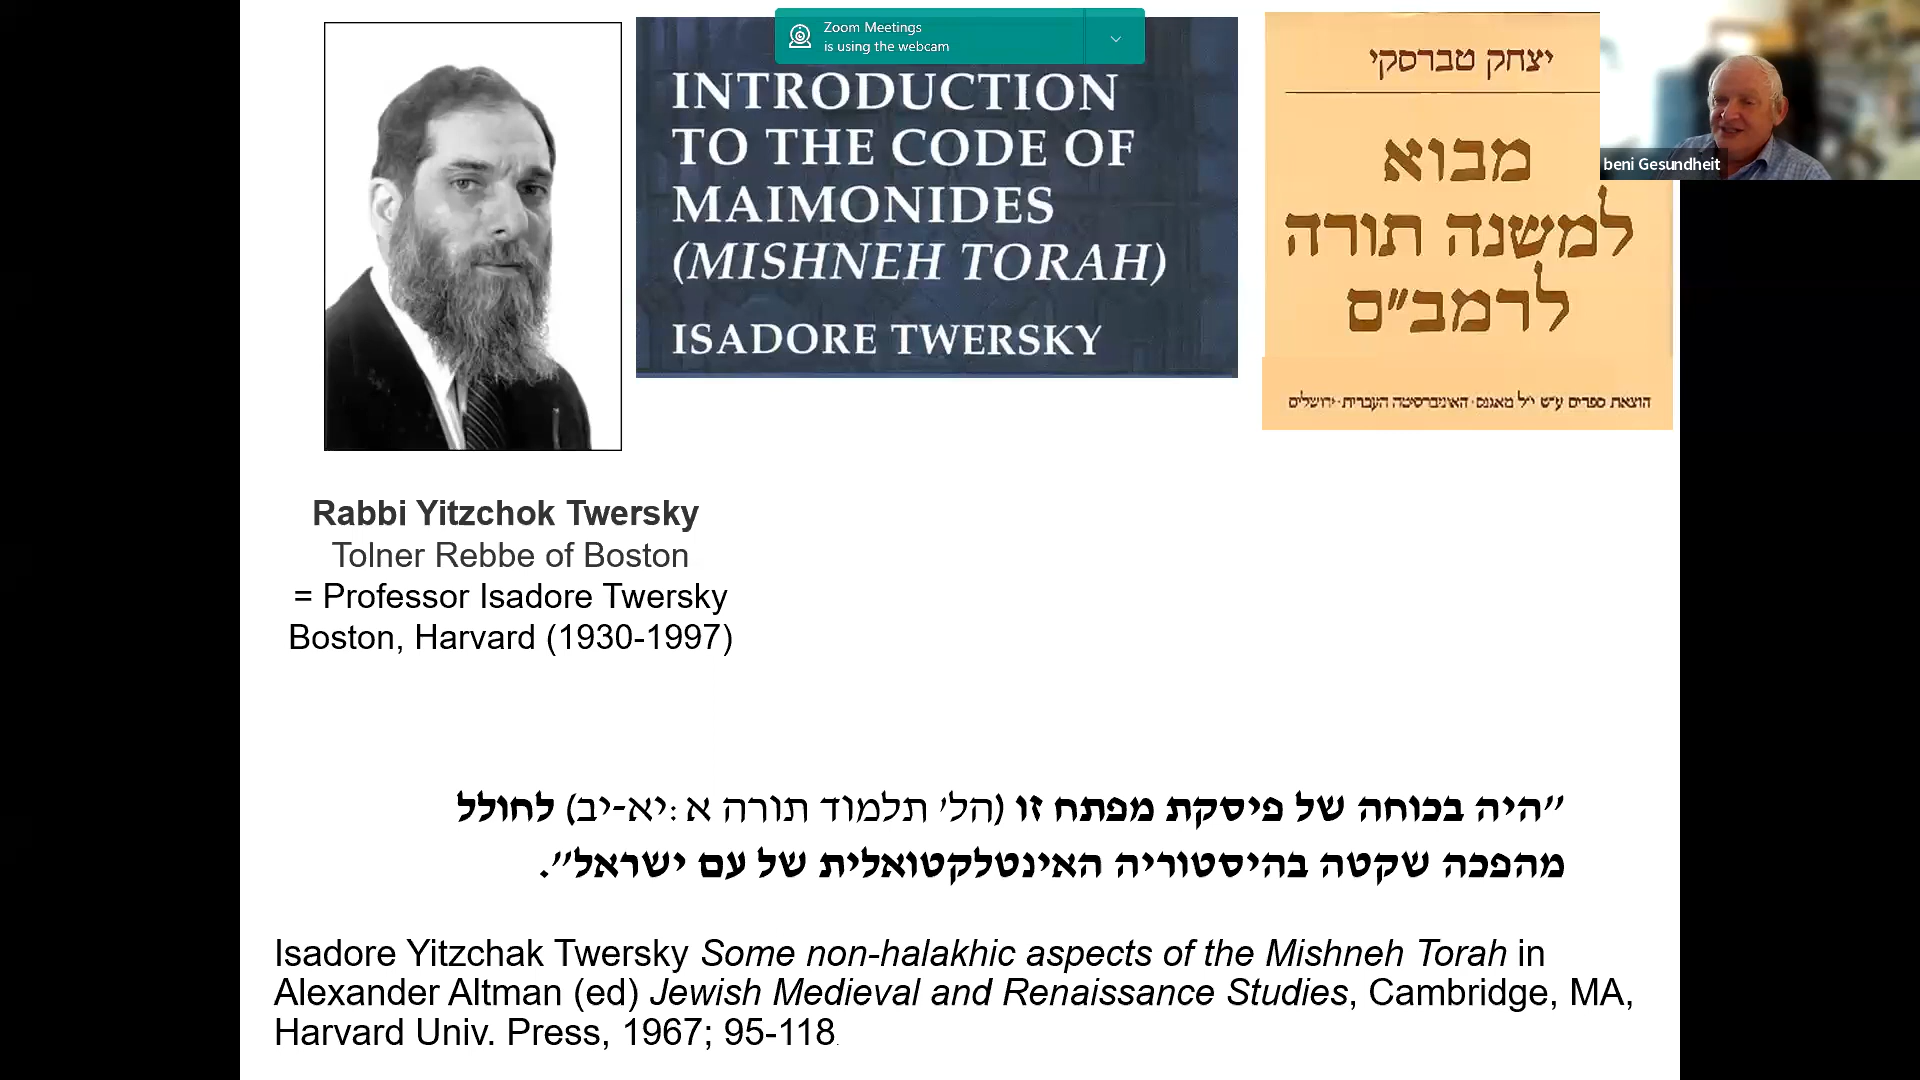 Zoom Meetings
is using the webcam
INTRODUCTION
TO THE CODE OF
MAIMONIDES
(MISHNEH TORAH)
ISADORE TWERSKY
יצחק טברסקי
מבוא
למשנה תורה
לרמב"ם
הוצאת ספרים ע"ש י"ל מאגנס · האוניברסיטה העברית · ירושלים
beni Gesundheit
Rabbi Yitzchok Twersky
Tolner Rebbe of Boston
= Professor Isadore Twersky
Boston, Harvard (1930-1997)
"היה בכוחה של פיסקת מפתח זו (הל' תלמוד תורה א :יא-יב) לחולל
מהפכה שקטה בהיסטוריה האינטלקטואלית של עם ישראל".
Isadore Yitzchak Twersky Some non-halakhic aspects of the Mishneh Torah in
Alexander Altman (ed) Jewish Medieval and Renaissance Studies, Cambridge, MA,
Harvard Univ. Press, 1967; 95-118.